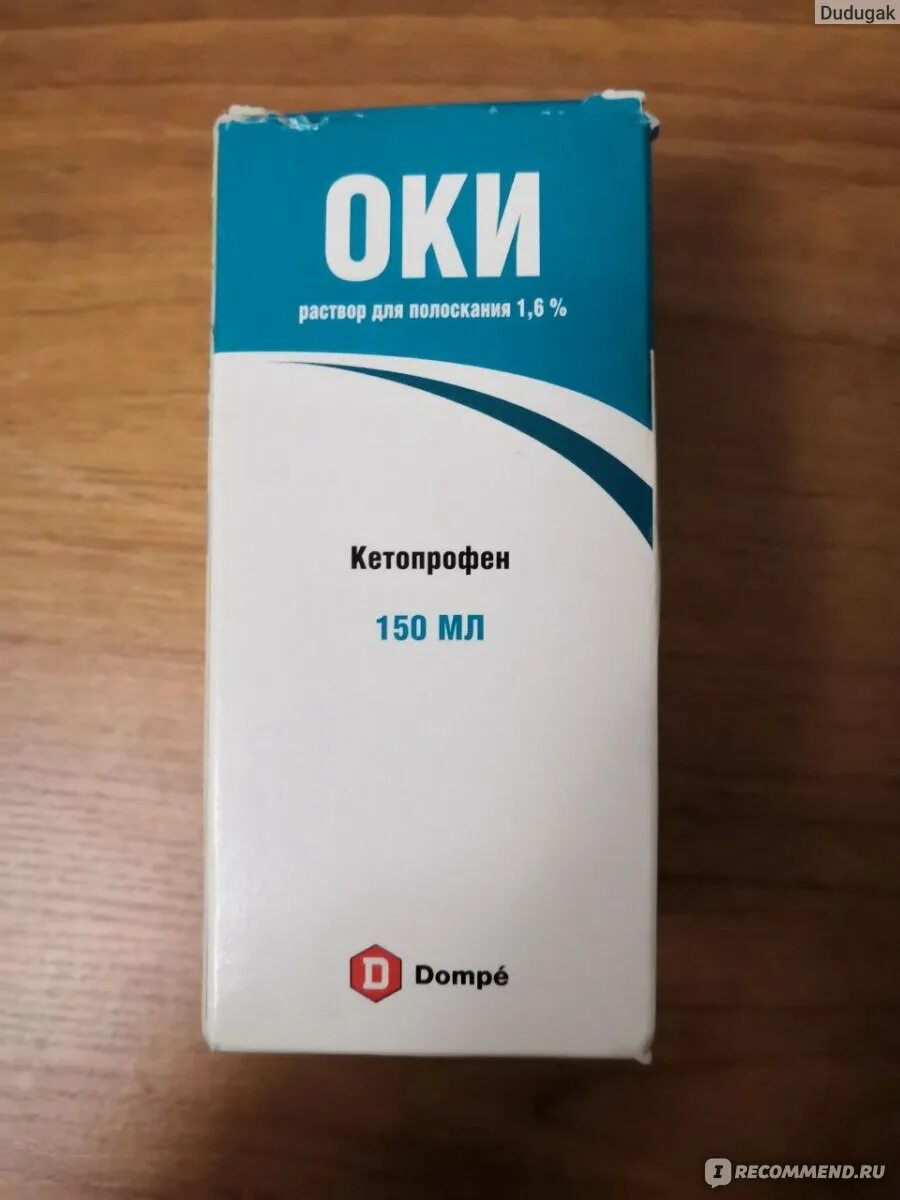 Dudugak
ОКИ
раствор для полоскания 1,6 %
Кетопрофен
150 МЛ
D Dompé
I RECOMMEND.RU